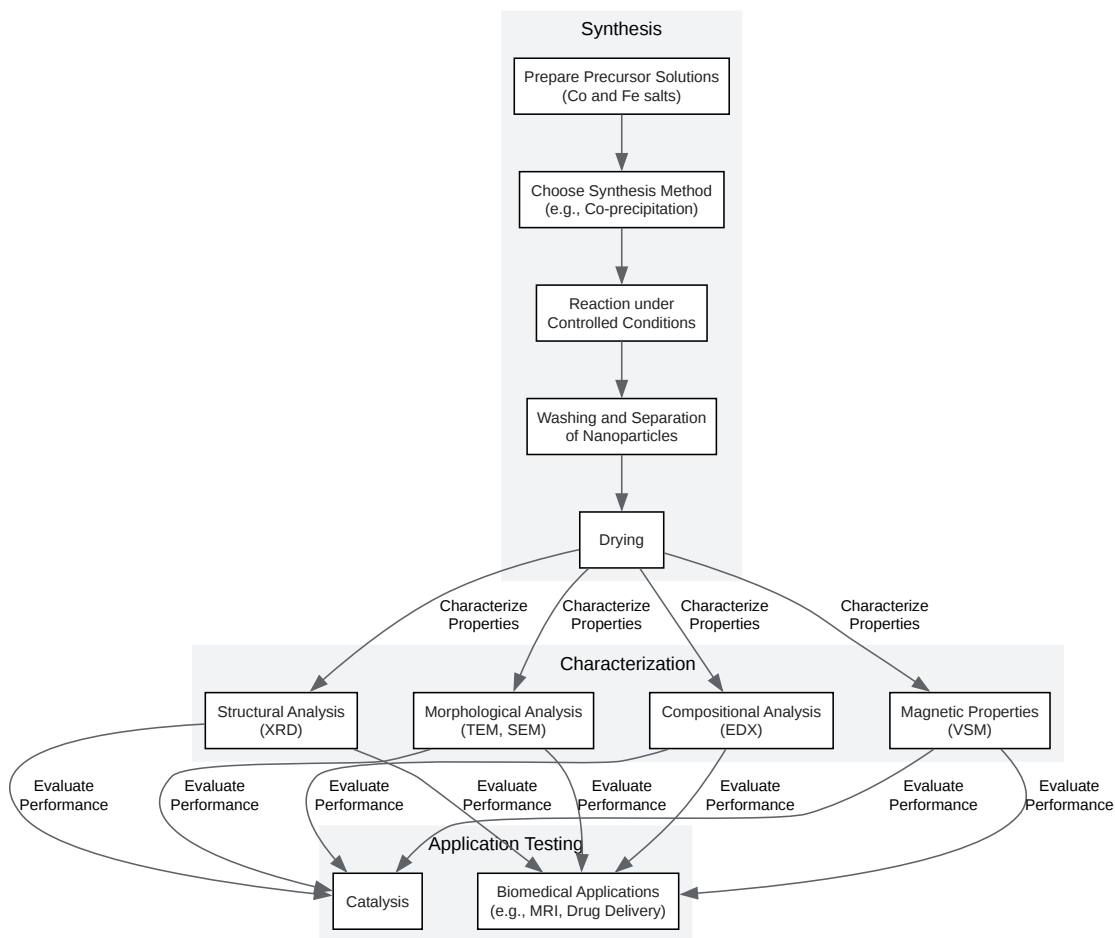 Synthesis
Prepare Precursor Solutions
(Co and Fe salts)
Choose Synthesis Method
(e.g., Co-precipitation)
Reaction under
Controlled Conditions
Washing and Separation
of Nanoparticles
Drying
Characterize
Properties
Characterize
Properties
Characterize
Properties
Characterize
Properties
Characterization
Structural Analysis
(XRD)
Morphological Analysis
(TEM, SEM)
Compositional Analysis
(EDX)
Magnetic Properties
(VSM)
Evaluate
Performance
Evaluate
Performance
Evaluate
Performance
Evaluate
Performance
Evaluate
Performance
Evaluate
Performance
Evaluate
Performance
Evaluate
Performance
Application Testing
Catalysis
Biomedical Applications
(e.g., MRI, Drug Delivery)